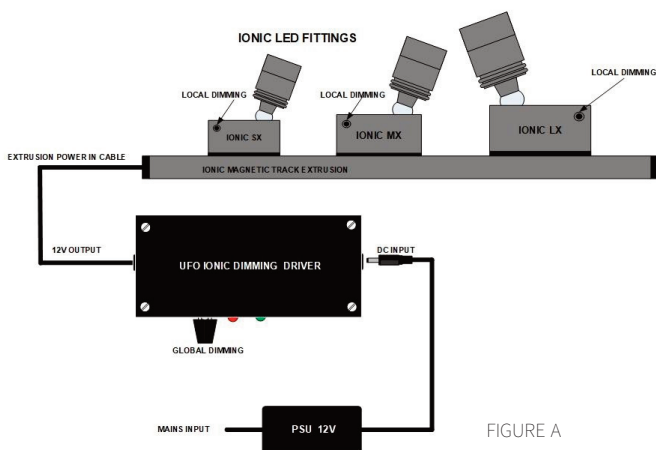 IONIC LED FITTINGS
LOCAL DIMMING
LOCAL DIMMING
LOCAL DIMMING
IONIC SX
IONIC MX
IONIC LX
EXTRUSION POWER IN CABLE
IONIC MAGNETIC TRACK EXTRUSION
12V OUTPUT
UFO IONIC DIMMING DRIVER
DC INPUT
GLOBAL DIMMING
MAINS INPUT
PSU 12V
FIGURE A